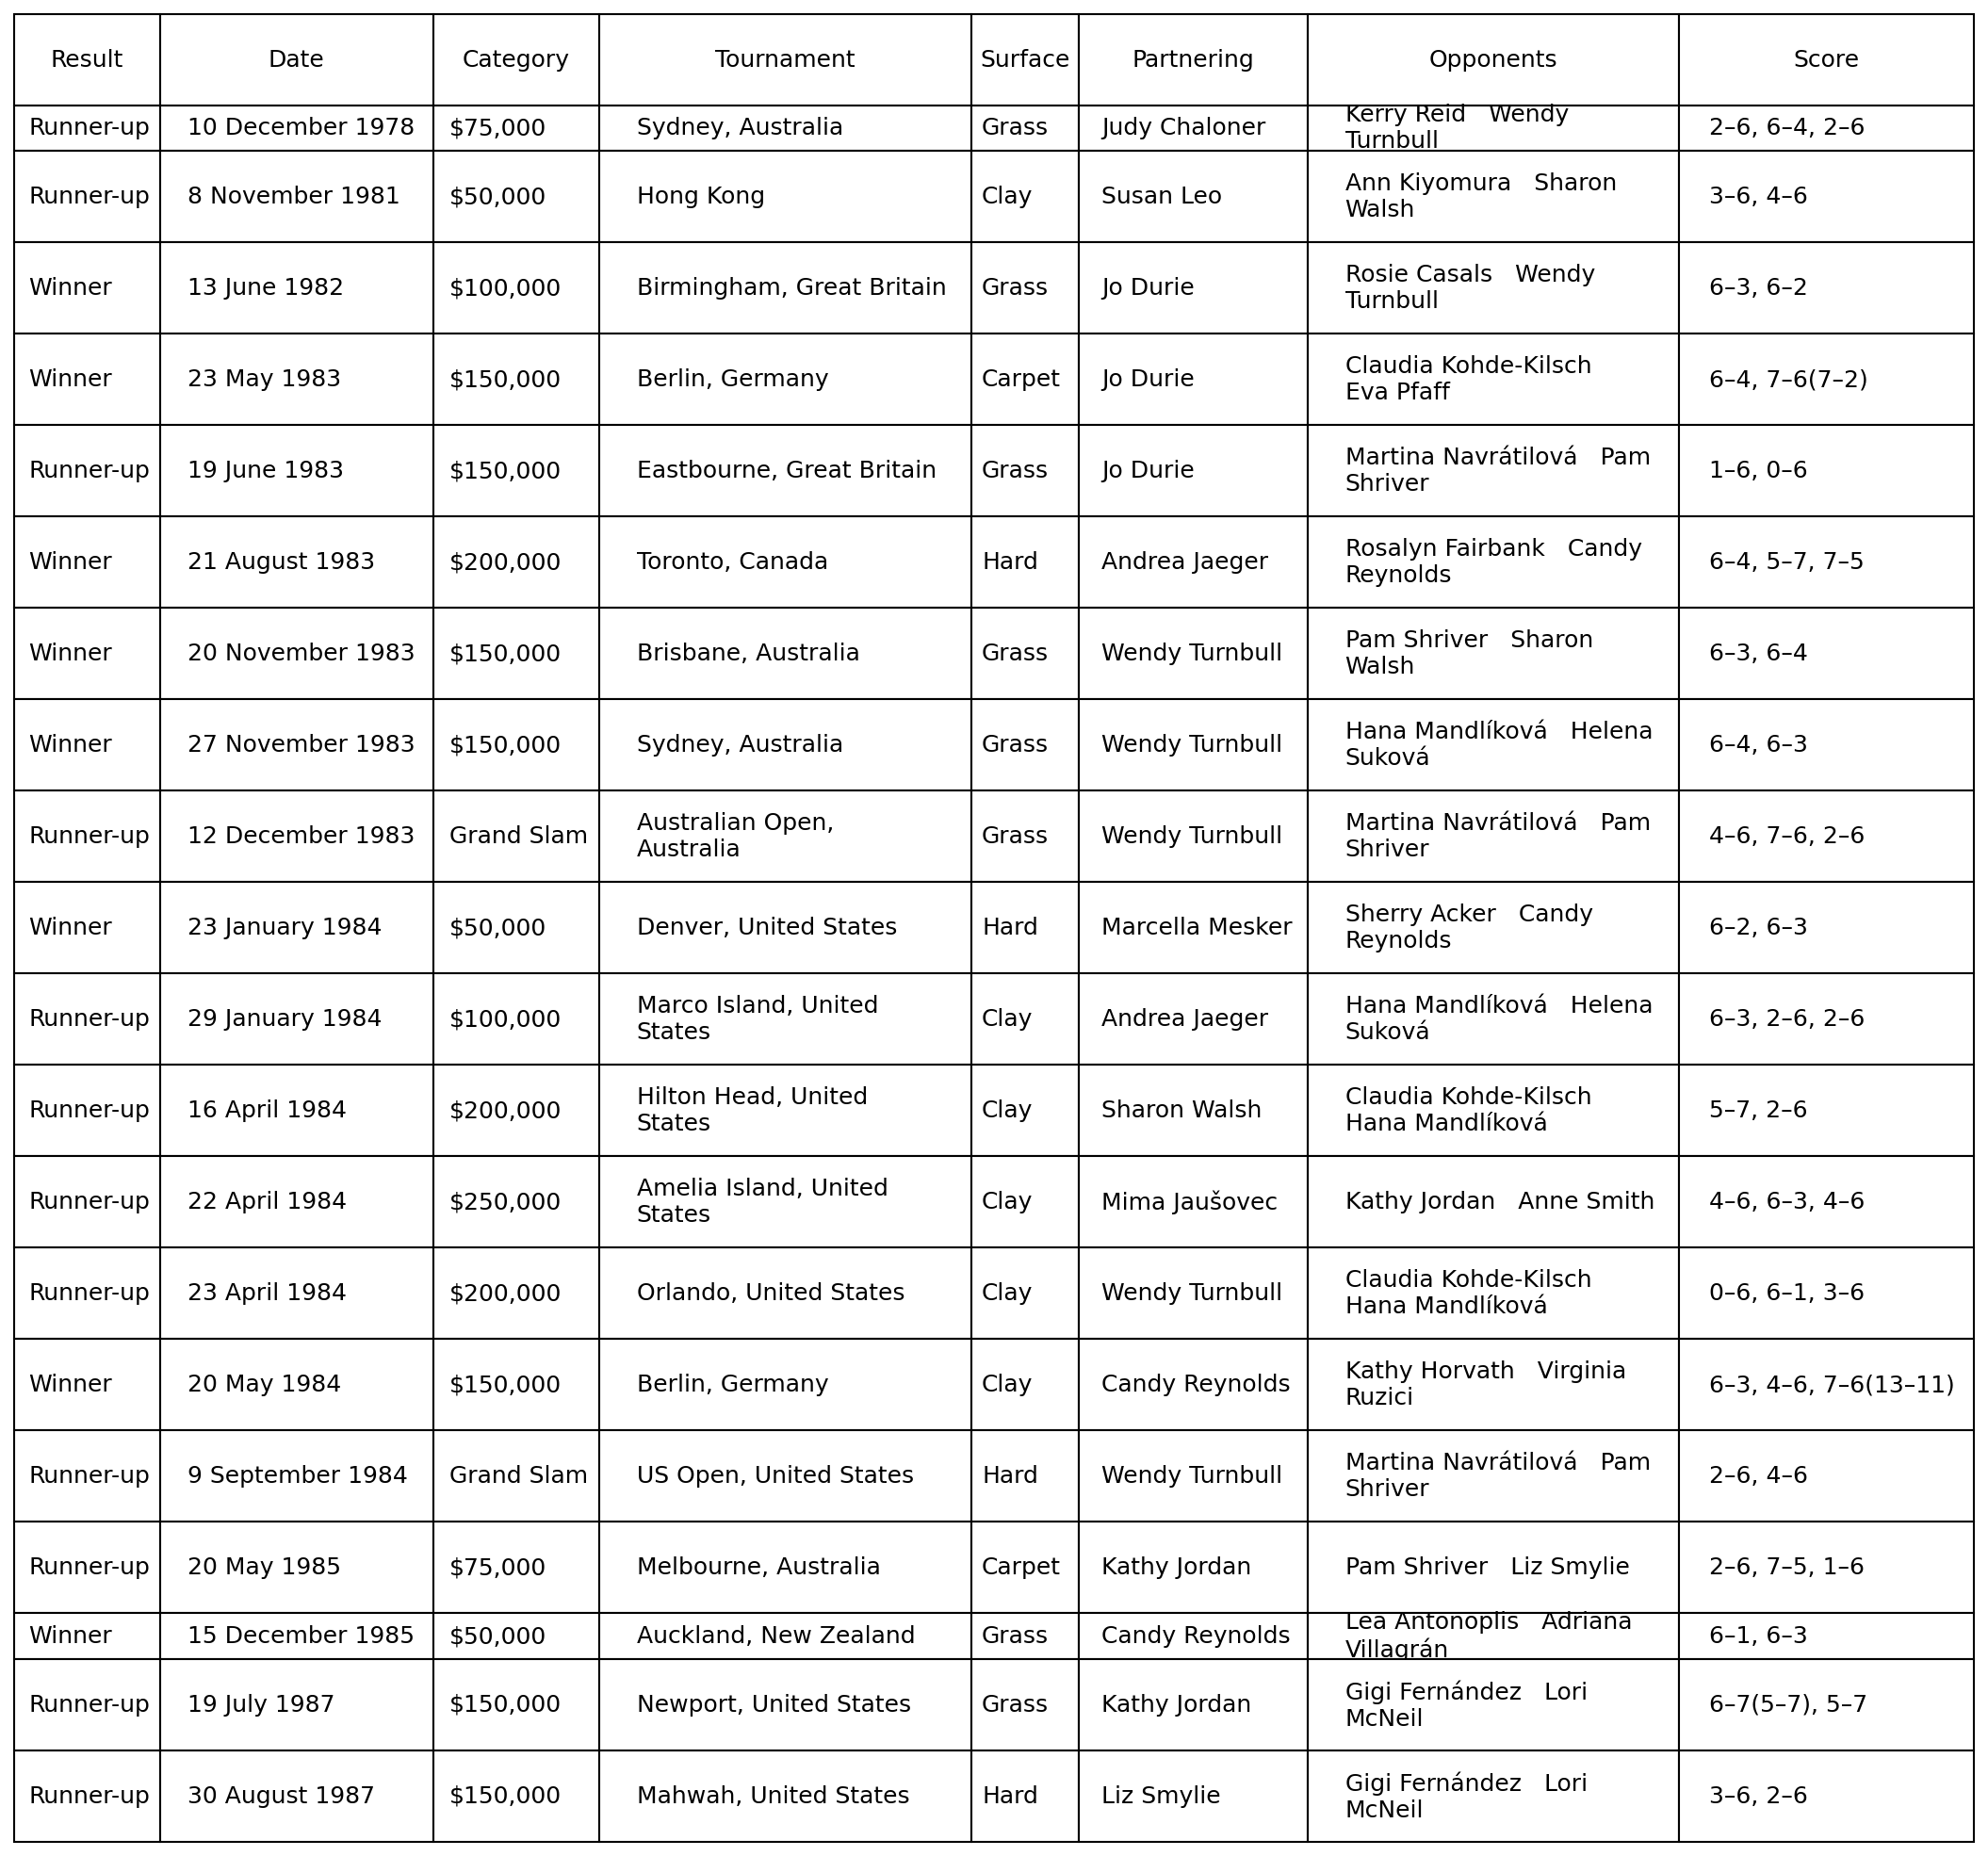 Result Date Category Tournament Surface Partnering Opponents Score
Runner-up 10 December 1978 $75,000 Sydney, Australia Grass Judy Chaloner Kerry Reid Wendy Turnbull 2–6, 6–4, 2–6
Runner-up 8 November 1981 $50,000 Hong Kong Clay Susan Leo Ann Kiyomura Sharon Walsh 3–6, 4–6
Winner 13 June 1982 $100,000 Birmingham, Great Britain Grass Jo Durie Rosie Casals Wendy Turnbull 6–3, 6–2
Winner 23 May 1983 $150,000 Berlin, Germany Carpet Jo Durie Claudia Kohde-Kilsch Eva Pfaff 6–4, 7–6(7–2)
Runner-up 19 June 1983 $150,000 Eastbourne, Great Britain Grass Jo Durie Martina Navrátilová Pam Shriver 1–6, 0–6
Winner 21 August 1983 $200,000 Toronto, Canada Hard Andrea Jaeger Rosalyn Fairbank Candy Reynolds 6–4, 5–7, 7–5
Winner 20 November 1983 $150,000 Brisbane, Australia Grass Wendy Turnbull Pam Shriver Sharon Walsh 6–3, 6–4
Winner 27 November 1983 $150,000 Sydney, Australia Grass Wendy Turnbull Hana Mandlíková Helena Suková 6–4, 6–3
Runner-up 12 December 1983 Grand Slam Australian Open, Australia Grass Wendy Turnbull Martina Navrátilová Pam Shriver 4–6, 7–6, 2–6
Winner 23 January 1984 $50,000 Denver, United States Hard Marcella Mesker Sherry Acker Candy Reynolds 6–2, 6–3
Runner-up 29 January 1984 $100,000 Marco Island, United States Clay Andrea Jaeger Hana Mandlíková Helena Suková 6–3, 2–6, 2–6
Runner-up 16 April 1984 $200,000 Hilton Head, United States Clay Sharon Walsh Claudia Kohde-Kilsch Hana Mandlíková 5–7, 2–6
Runner-up 22 April 1984 $250,000 Amelia Island, United States Clay Mima Jaušovec Kathy Jordan Anne Smith 4–6, 6–3, 4–6
Runner-up 23 April 1984 $200,000 Orlando, United States Clay Wendy Turnbull Claudia Kohde-Kilsch Hana Mandlíková 0–6, 6–1, 3–6
Winner 20 May 1984 $150,000 Berlin, Germany Clay Candy Reynolds Kathy Horvath Virginia Ruzici 6–3, 4–6, 7–6(13–11)
Runner-up 9 September 1984 Grand Slam US Open, United States Hard Wendy Turnbull Martina Navrátilová Pam Shriver 2–6, 4–6
Runner-up 20 May 1985 $75,000 Melbourne, Australia Carpet Kathy Jordan Pam Shriver Liz Smylie 2–6, 7–5, 1–6
Winner 15 December 1985 $50,000 Auckland, New Zealand Grass Candy Reynolds Lea Antonoplis Adriana Villagrán 6–1, 6–3
Runner-up 19 July 1987 $150,000 Newport, United States Grass Kathy Jordan Gigi Fernández Lori McNeil 6–7(5–7), 5–7
Runner-up 30 August 1987 $150,000 Mahwah, United States Hard Liz Smylie Gigi Fernández Lori McNeil 3–6, 2–6